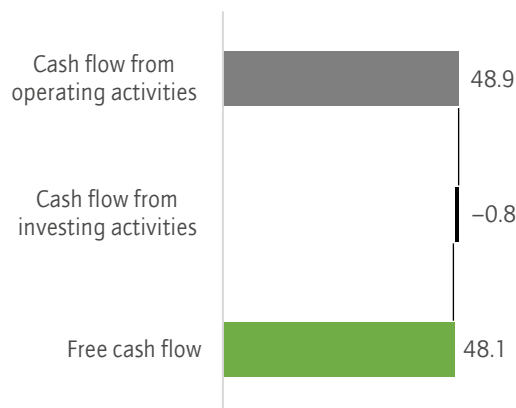 Cash flow from
operating activities
48.9
Cash flow from
investing activities
–0.8
Free cash flow
48.1